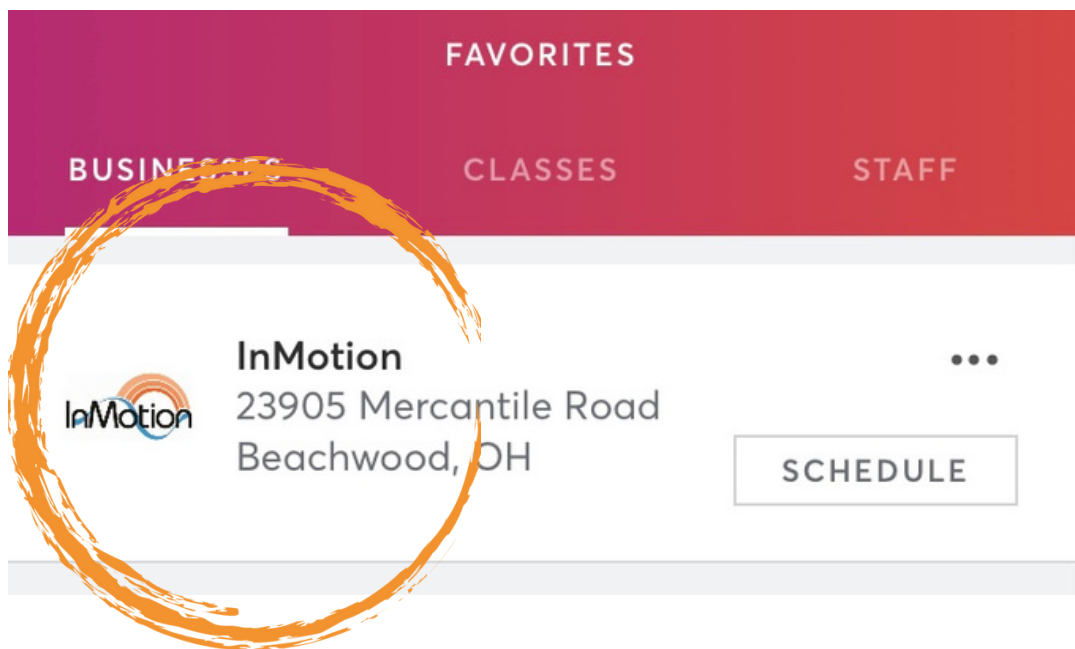 FAVORITES
BUSINESSES
CLASSES
STAFF
InMotion
23905 Mercantile Road
Beachwood, OH
InMotion
SCHEDULE